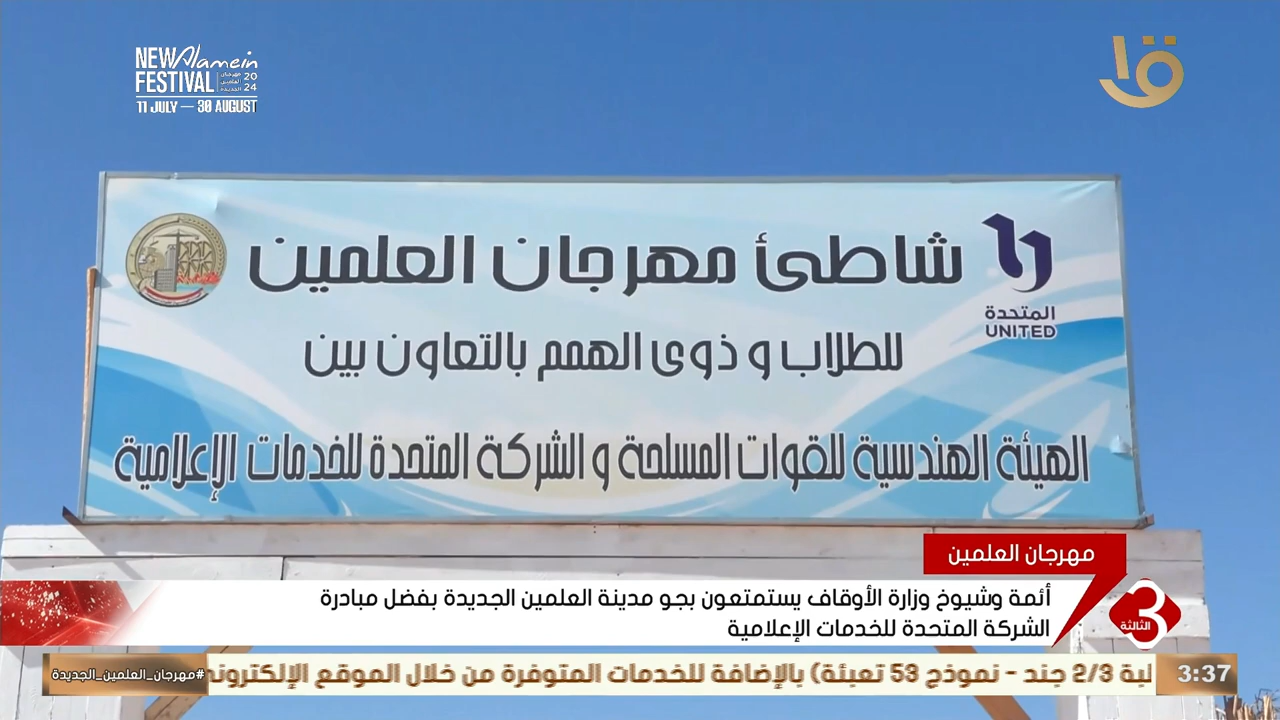 NEW Alamein
FESTIVAL
مهرجان
العلمين
الجديدة
20
24
11 JULY — 30 AUGUST
شاطئ مهرجان العلمين
المتحدة
UNITED
للطلاب و ذوى الهمم بالتعاون بين
الهيئة الهندسية للقوات المسلحة و الشركة المتحدة للخدمات الإعلامية
مهرجان العلمين
أئمة وشيوخ وزارة الأوقاف يستمتعون بجو مدينة العلمين الجديدة بفضل مبادرة
الشركة المتحدة للخدمات الإعلامية
3
الثالثة
لبة 2/3 جند - نموذج 53 تعبئة) بالإضافة للخدمات المتوفرة من خلال الموقع الإلكترونى
#مهرجان_العلمين_الجديدة
3:37